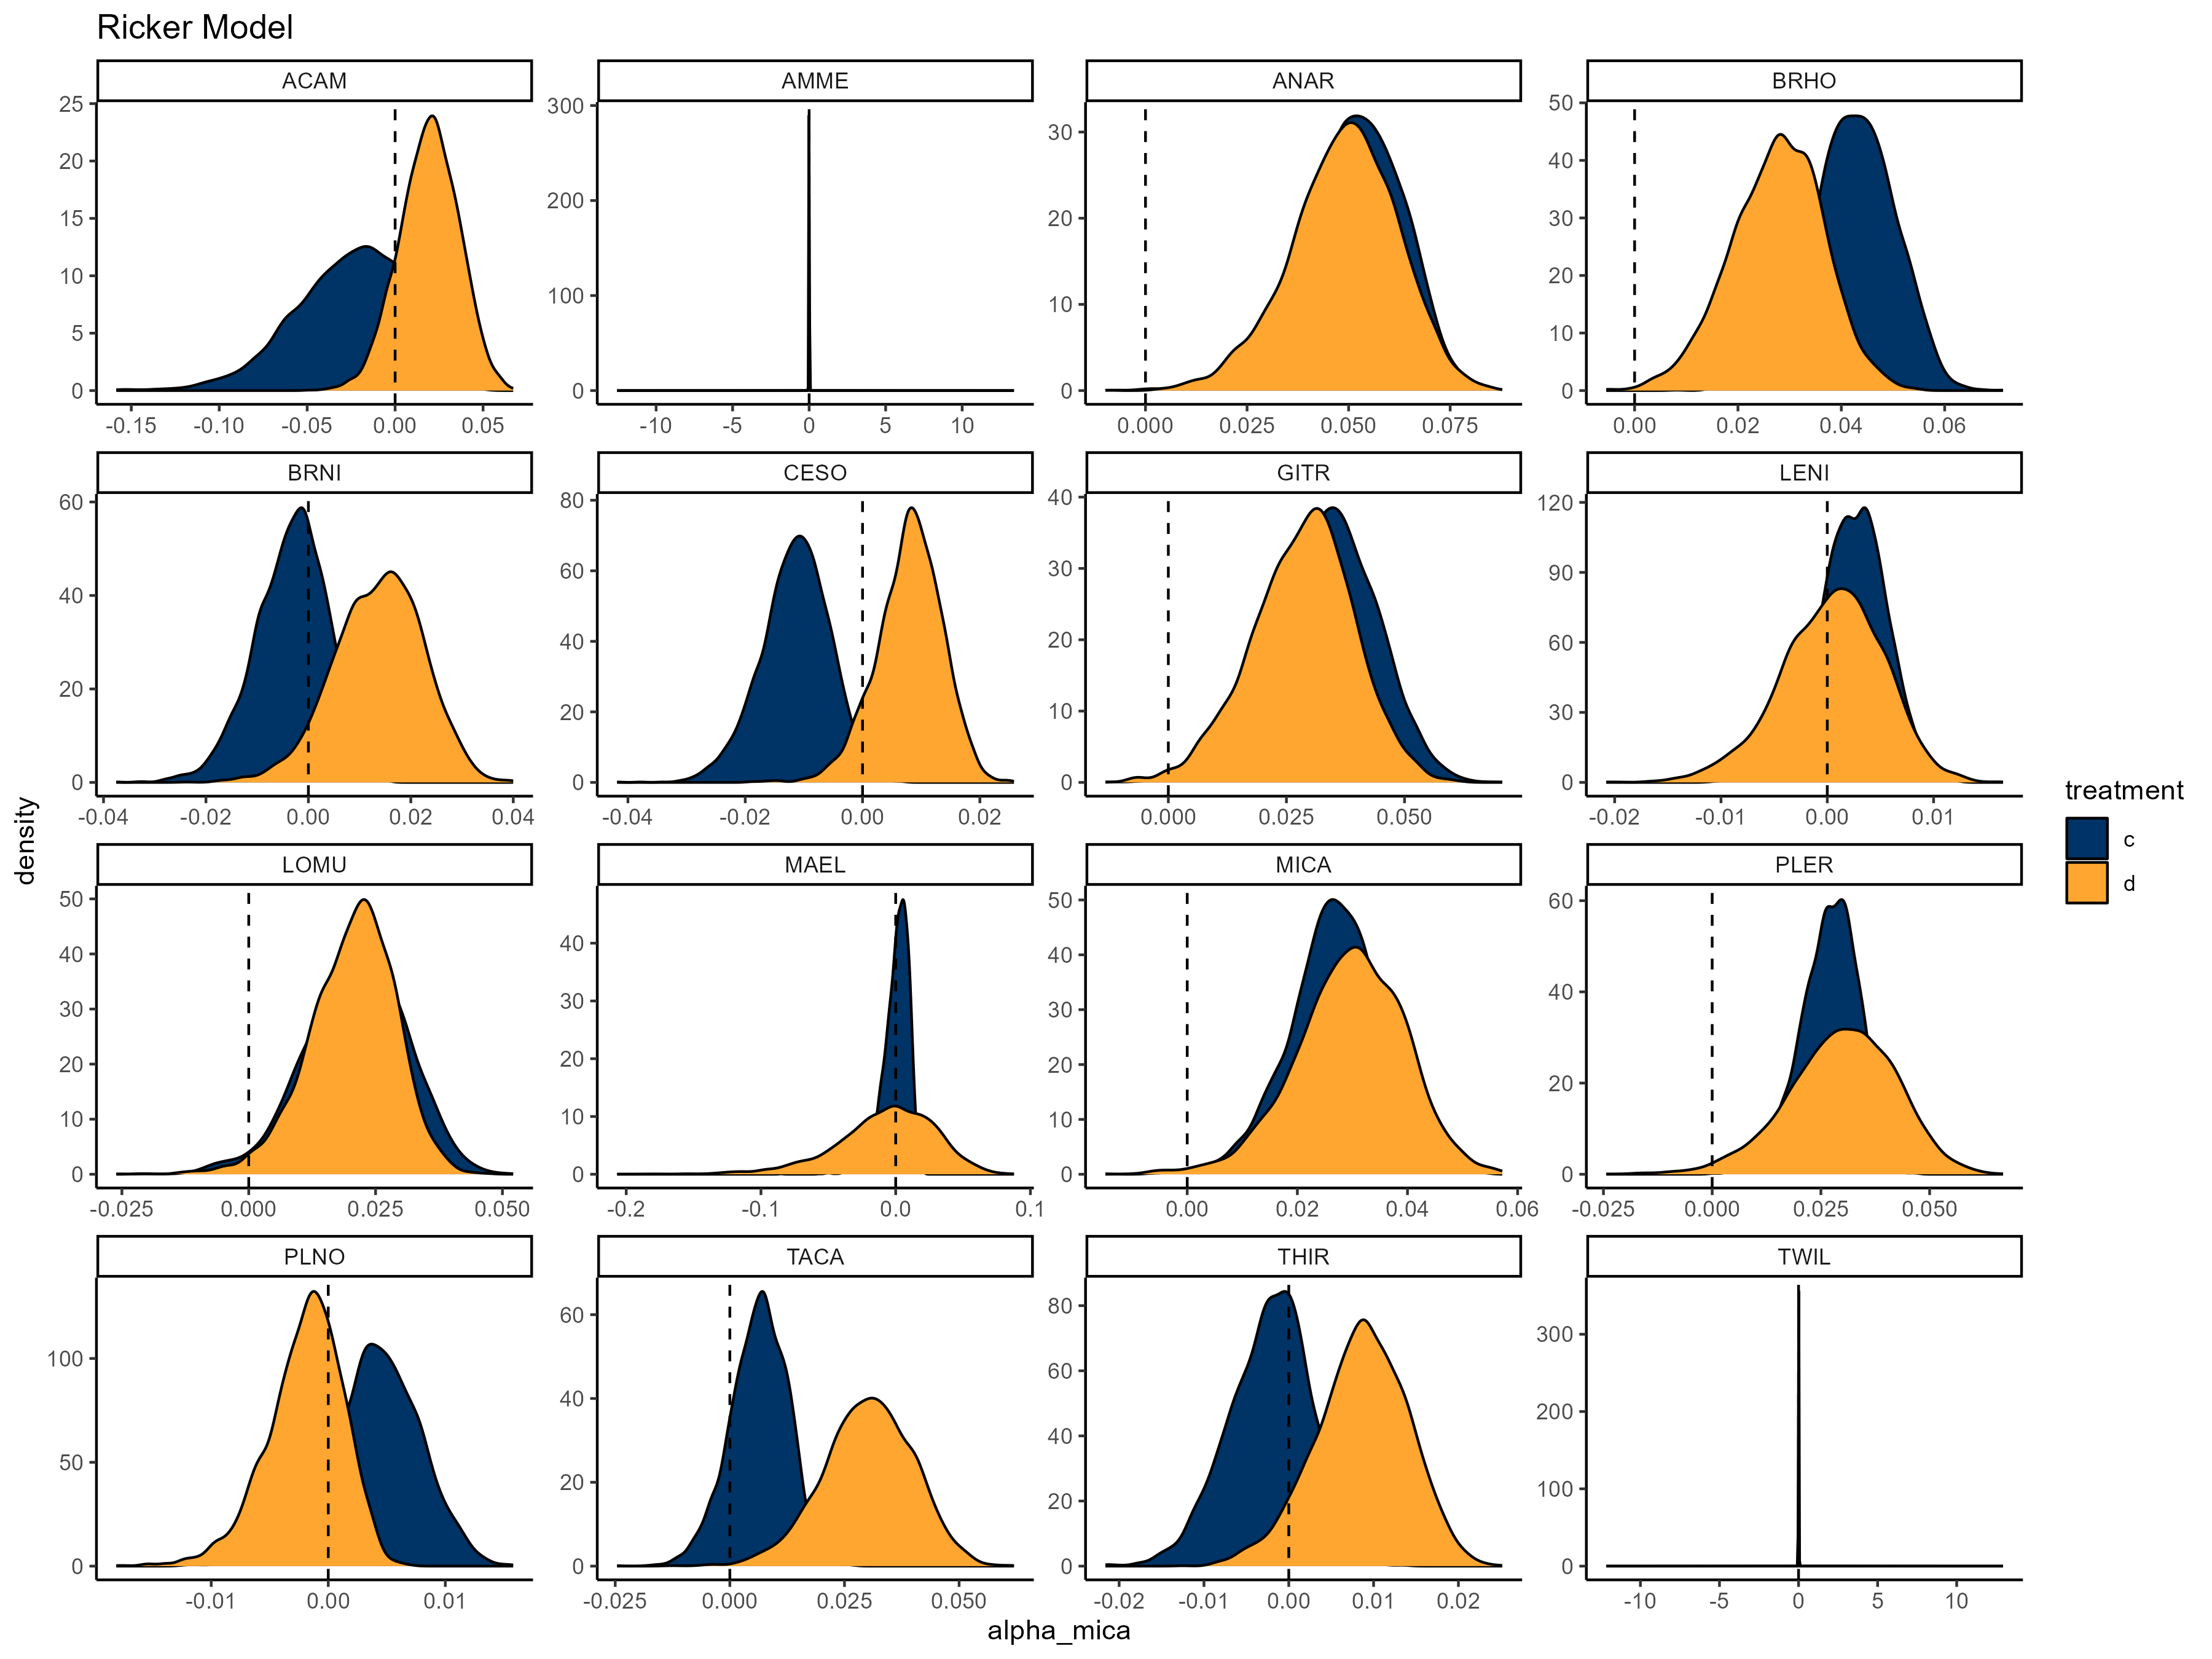 Ricker Model
ACAM AMME ANAR BRHO
25 20 15 10 5 0
300 200 100 0
30 20 10 0
50 40 30 20 10 0
-0.15 -0.10 -0.05 0.00 0.05
-10 -5 0 5 10
0.000 0.025 0.050 0.075
0.00 0.02 0.04 0.06
BRNI CESO GITR LENI
60 40 20 0
80 60 40 20 0
40 30 20 10 0
120 90 60 30 0
-0.04 -0.02 0.00 0.02 0.04
-0.04 -0.02 0.00 0.02
0.000 0.025 0.050
-0.02 -0.01 0.00 0.01
LOMU MAEL MICA PLER
50 40 30 20 10 0
40 30 20 10 0
50 40 30 20 10 0
60 40 20 0
-0.025 0.000 0.025 0.050
-0.2 -0.1 0.0 0.1
0.00 0.02 0.04 0.06
-0.025 0.000 0.025 0.050
PLNO TACA THIR TWIL
100 50 0
60 40 20 0
80 60 40 20 0
300 200 100 0
-0.01 0.00 0.01
-0.025 0.000 0.025 0.050
-0.02 -0.01 0.00 0.01 0.02
-10 -5 0 5 10
alpha_mica
density
treatment
c
d